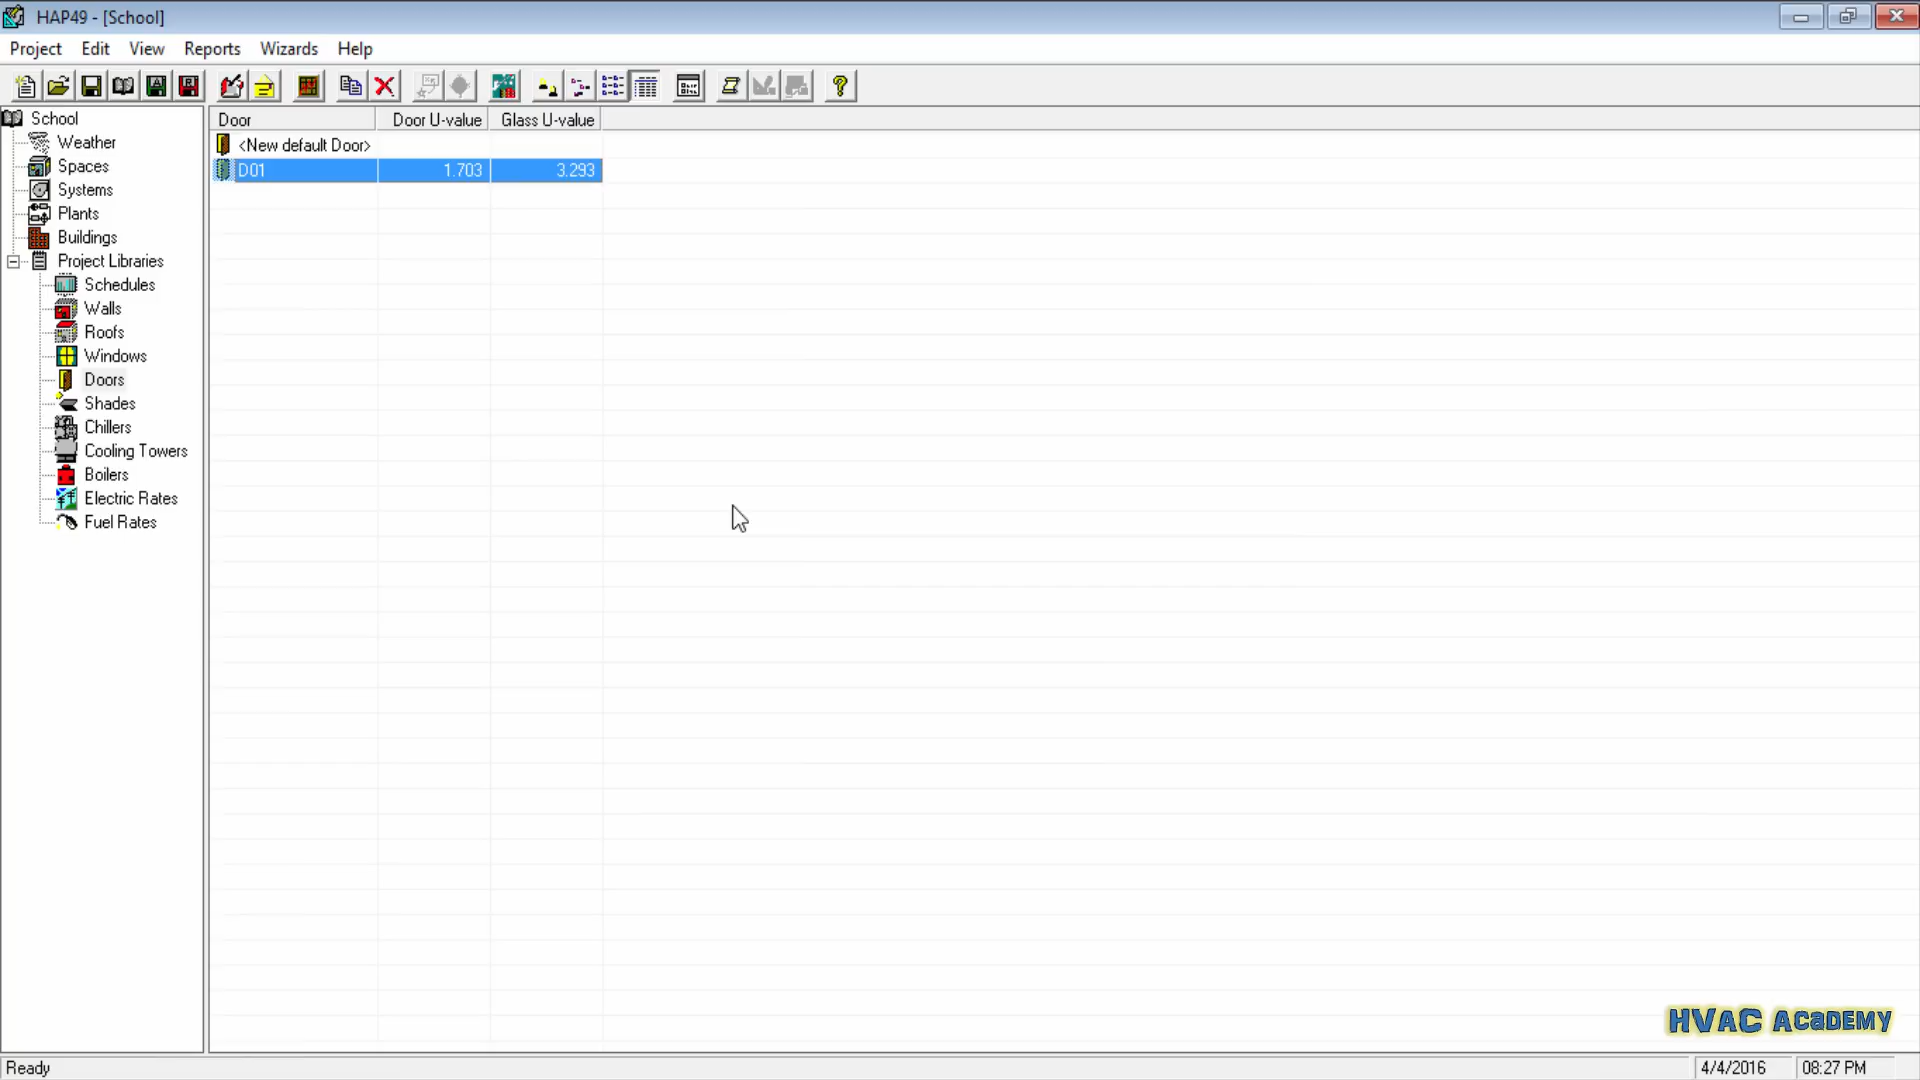 HAP49 - [School]
Project Edit View Reports Wizards Help
School
Weather
Spaces
Systems
Plants
Buildings
Project Libraries
Schedules
Walls
Roofs
Windows
Doors
Shades
Chillers
Cooling Towers
Boilers
Electric Rates
Fuel Rates
Door Door U-value Glass U-value
<New default Door>
D01 1.703 3.293
HVAC Academy
Ready 4/4/2016 08:27 PM